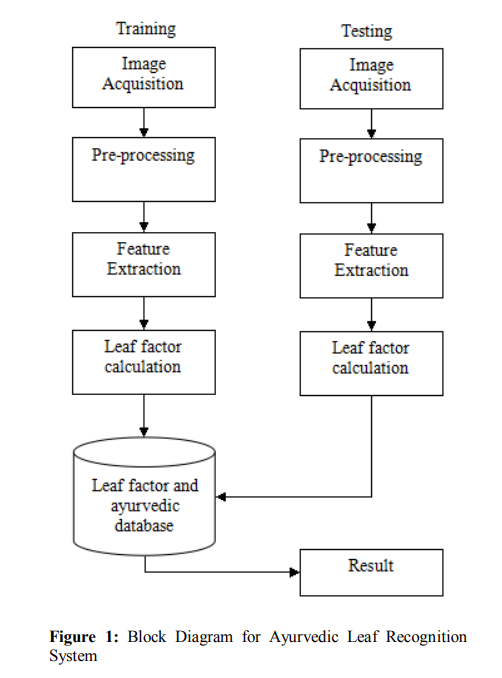 Training
Image
Acquisition
Pre-processing
Feature
Extraction
Leaf factor
calculation
Leaf factor and
ayurvedic
database
Testing
Image
Acquisition
Pre-processing
Feature
Extraction
Leaf factor
calculation
Result
Figure 1: Block Diagram for Ayurvedic Leaf Recognition
System